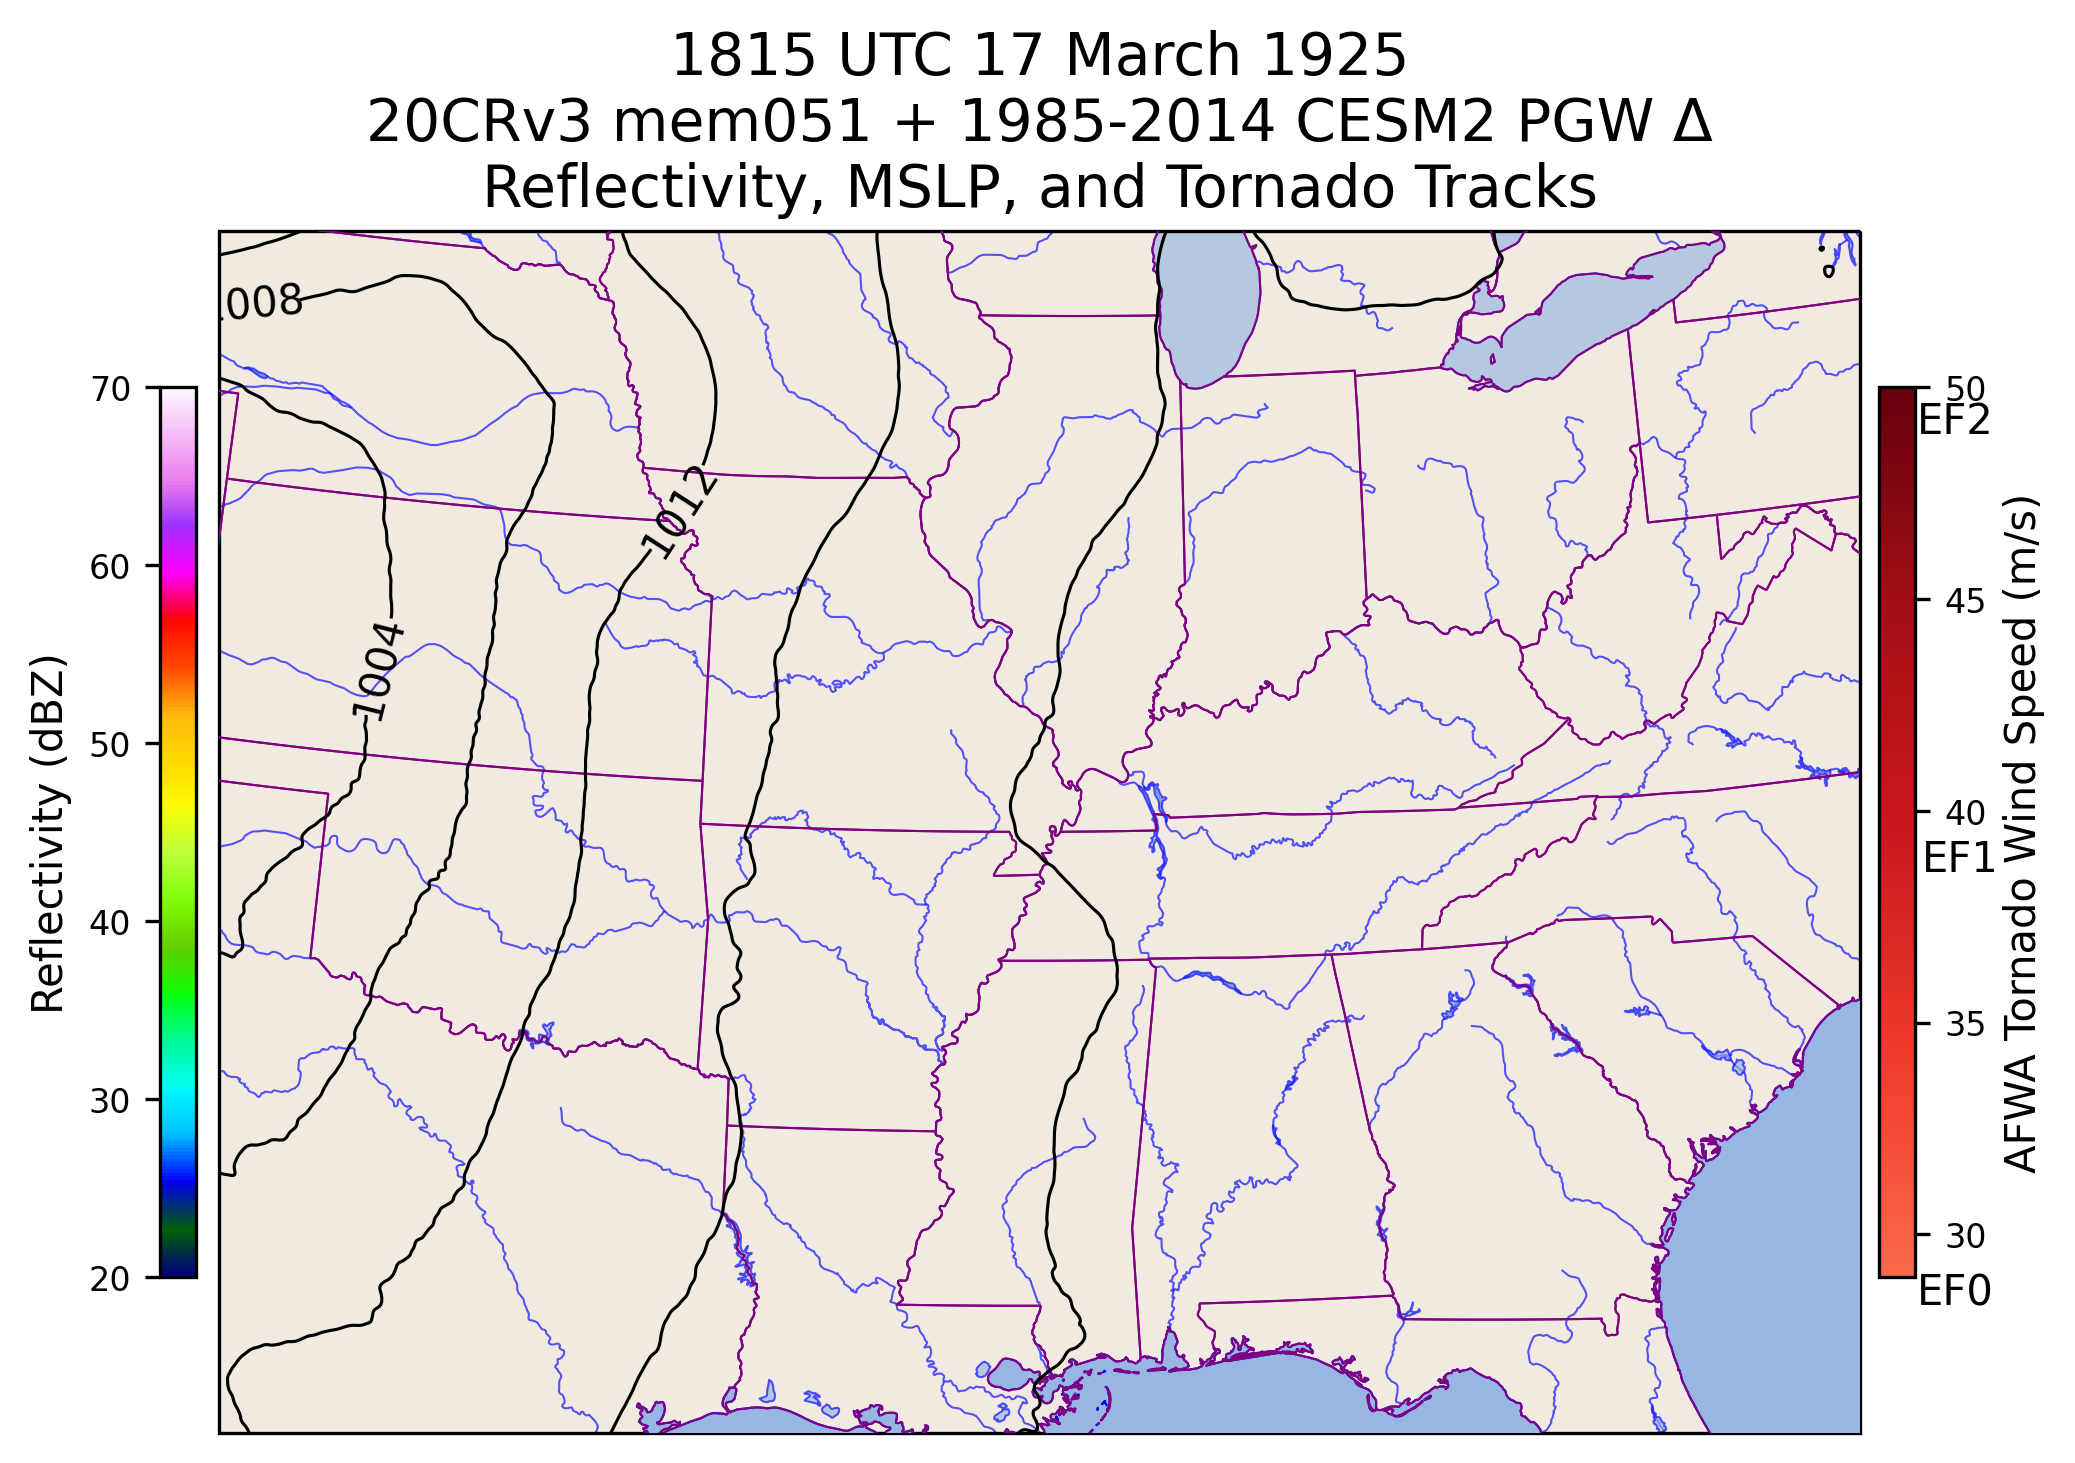 1815 UTC 17 March 1925
20CRv3 mem051 + 1985-2014 CESM2 PGW Δ
Reflectivity, MSLP, and Tornado Tracks
008
1012
1004
Reflectivity (dBZ)
70
60
50
40
30
20
50
EF2
45
40
EF1
35
30
EF0
AFWA Tornado Wind Speed (m/s)